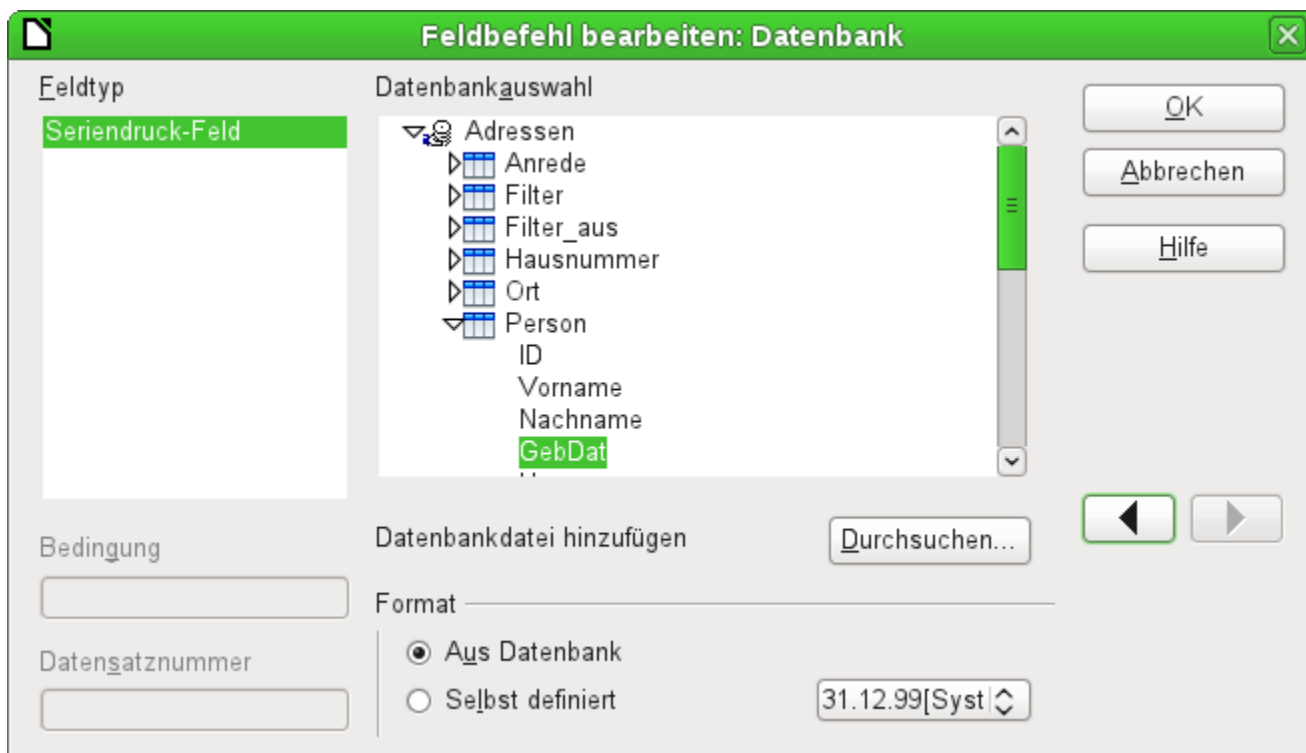 Feldbefehl bearbeiten: Datenbank
Feldtyp
Seriendruck-Feld
Datenbankauswahl
Adressen
Anrede
Filter
Filter_aus
Hausnummer
Ort
Person
ID
Vorname
Nachname
GebDat
OK
Abbrechen
Hilfe
Bedingung
Datensatznummer
Datenbankdatei hinzufügen
Durchsuchen...
Format
Aus Datenbank
Selbst definiert
31.12.99[Syst